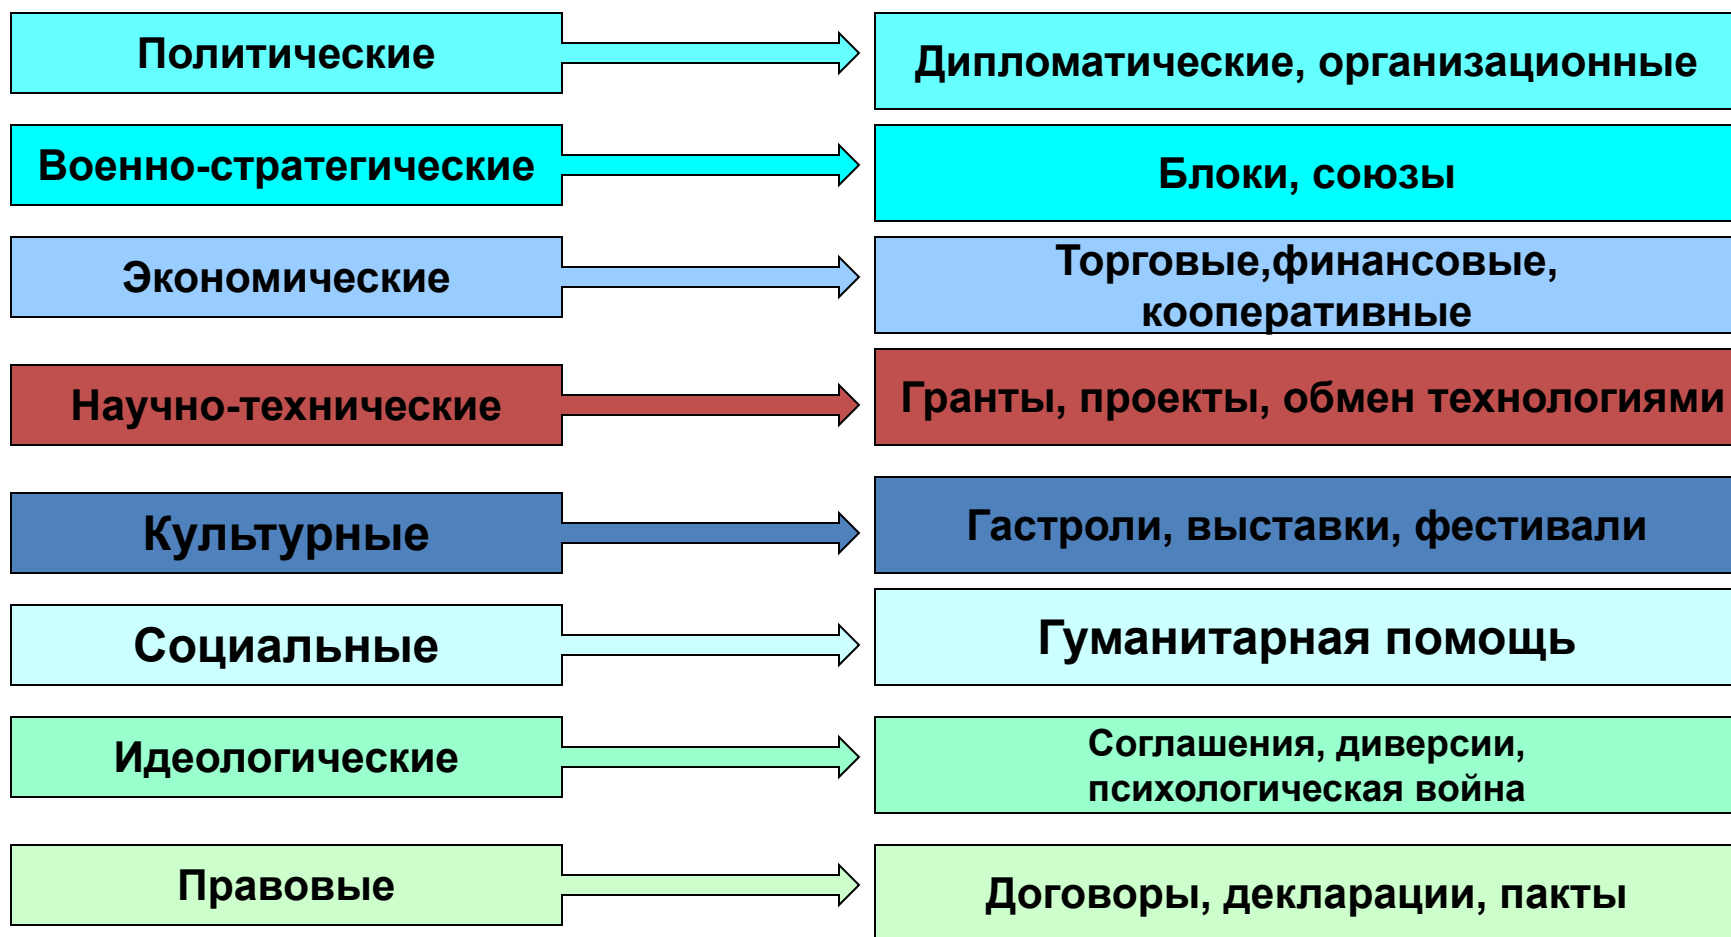 Политические
Дипломатические, организационные
Военно-стратегические
Блоки, союзы
Экономические
Торговые,финансовые,
кооперативные
Научно-технические
Гранты, проекты, обмен технологиями
Культурные
Гастроли, выставки, фестивали
Социальные
Гуманитарная помощь
Идеологические
Соглашения, диверсии,
психологическая война
Правовые
Договоры, декларации, пакты